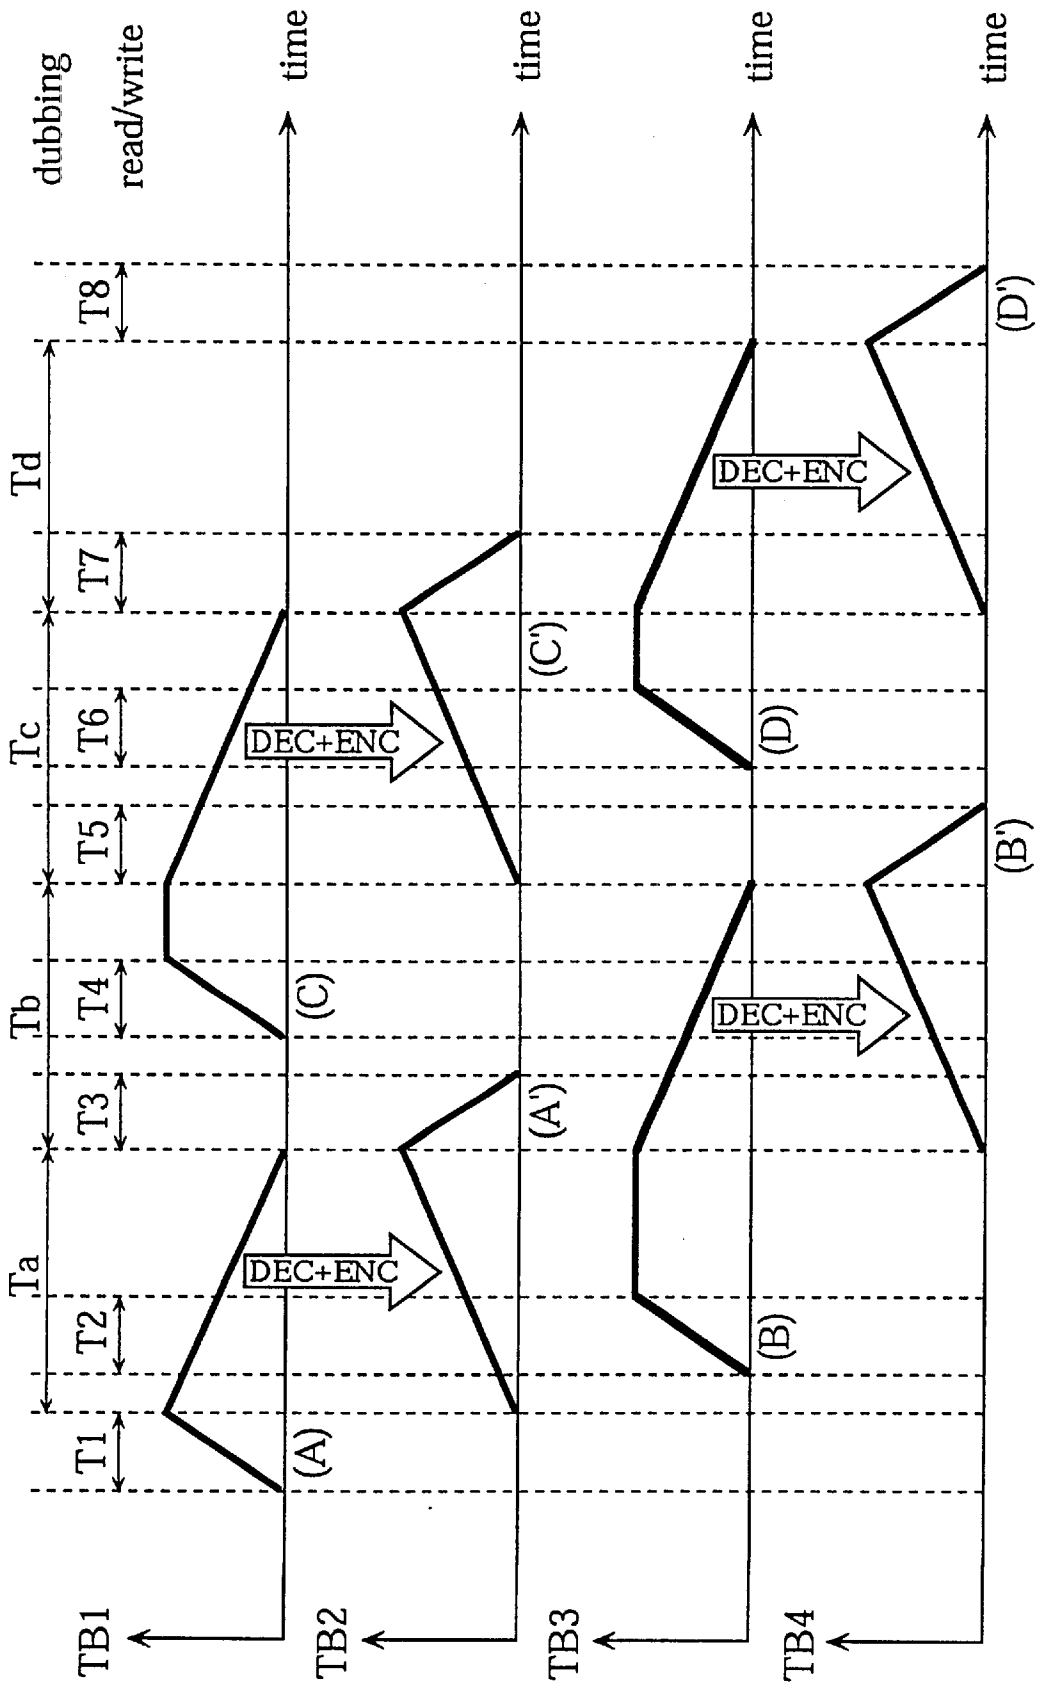 Ta Tb Tc Td dubbing
T1 T2 T3 T4 T5 T6 T7 T8 read/write
TB1 time
(A) (C)
DEC+ENC DEC+ENC
TB2 time
(A') (C')
TB3 time
(B) (D)
DEC+ENC DEC+ENC
TB4 time
(B') (D')